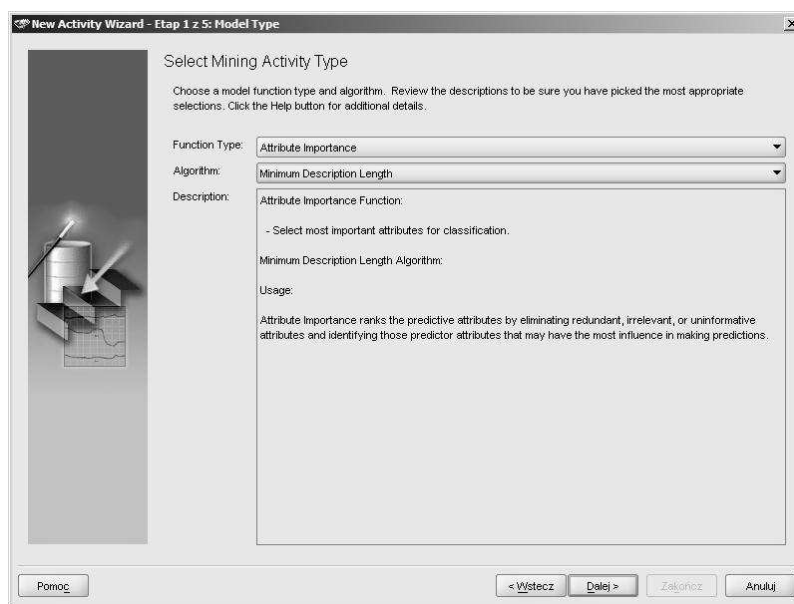 New Activity Wizard - Etap 1 z 5: Model Type
Select Mining Activity Type
Choose a model function type and algorithm. Review the descriptions to be sure you have picked the most appropriate
selections. Click the Help button for additional details.
Function Type: Attribute Importance
Algorithm: Minimum Description Length
Description: Attribute Importance Function:
- Select most important attributes for classification.
Minimum Description Length Algorithm:
Usage:
Attribute Importance ranks the predictive attributes by eliminating redundant, irrelevant, or uninformative
attributes and identifying those predictor attributes that may have the most influence in making predictions.
Pomoc < Wstecz Dalej > Zakończ Anuluj